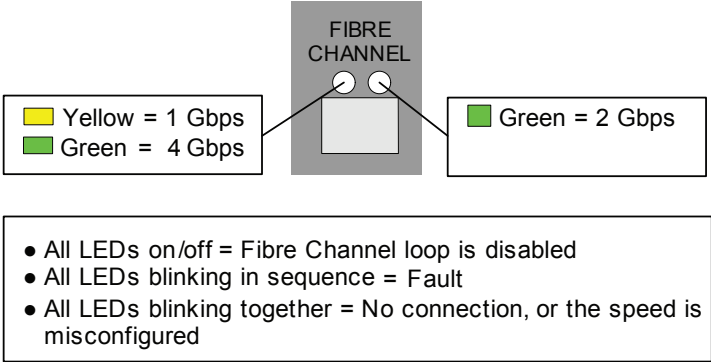 FIBRE
CHANNEL
Yellow = 1 Gbps
Green = 4 Gbps
Green = 2 Gbps
● All LEDs on/off = Fibre Channel loop is disabled
● All LEDs blinking in sequence = Fault
● All LEDs blinking together = No connection, or the speed is
misconfigured